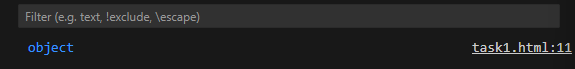 Filter (e.g. text, !exclude, \escape)
object task1.html:11